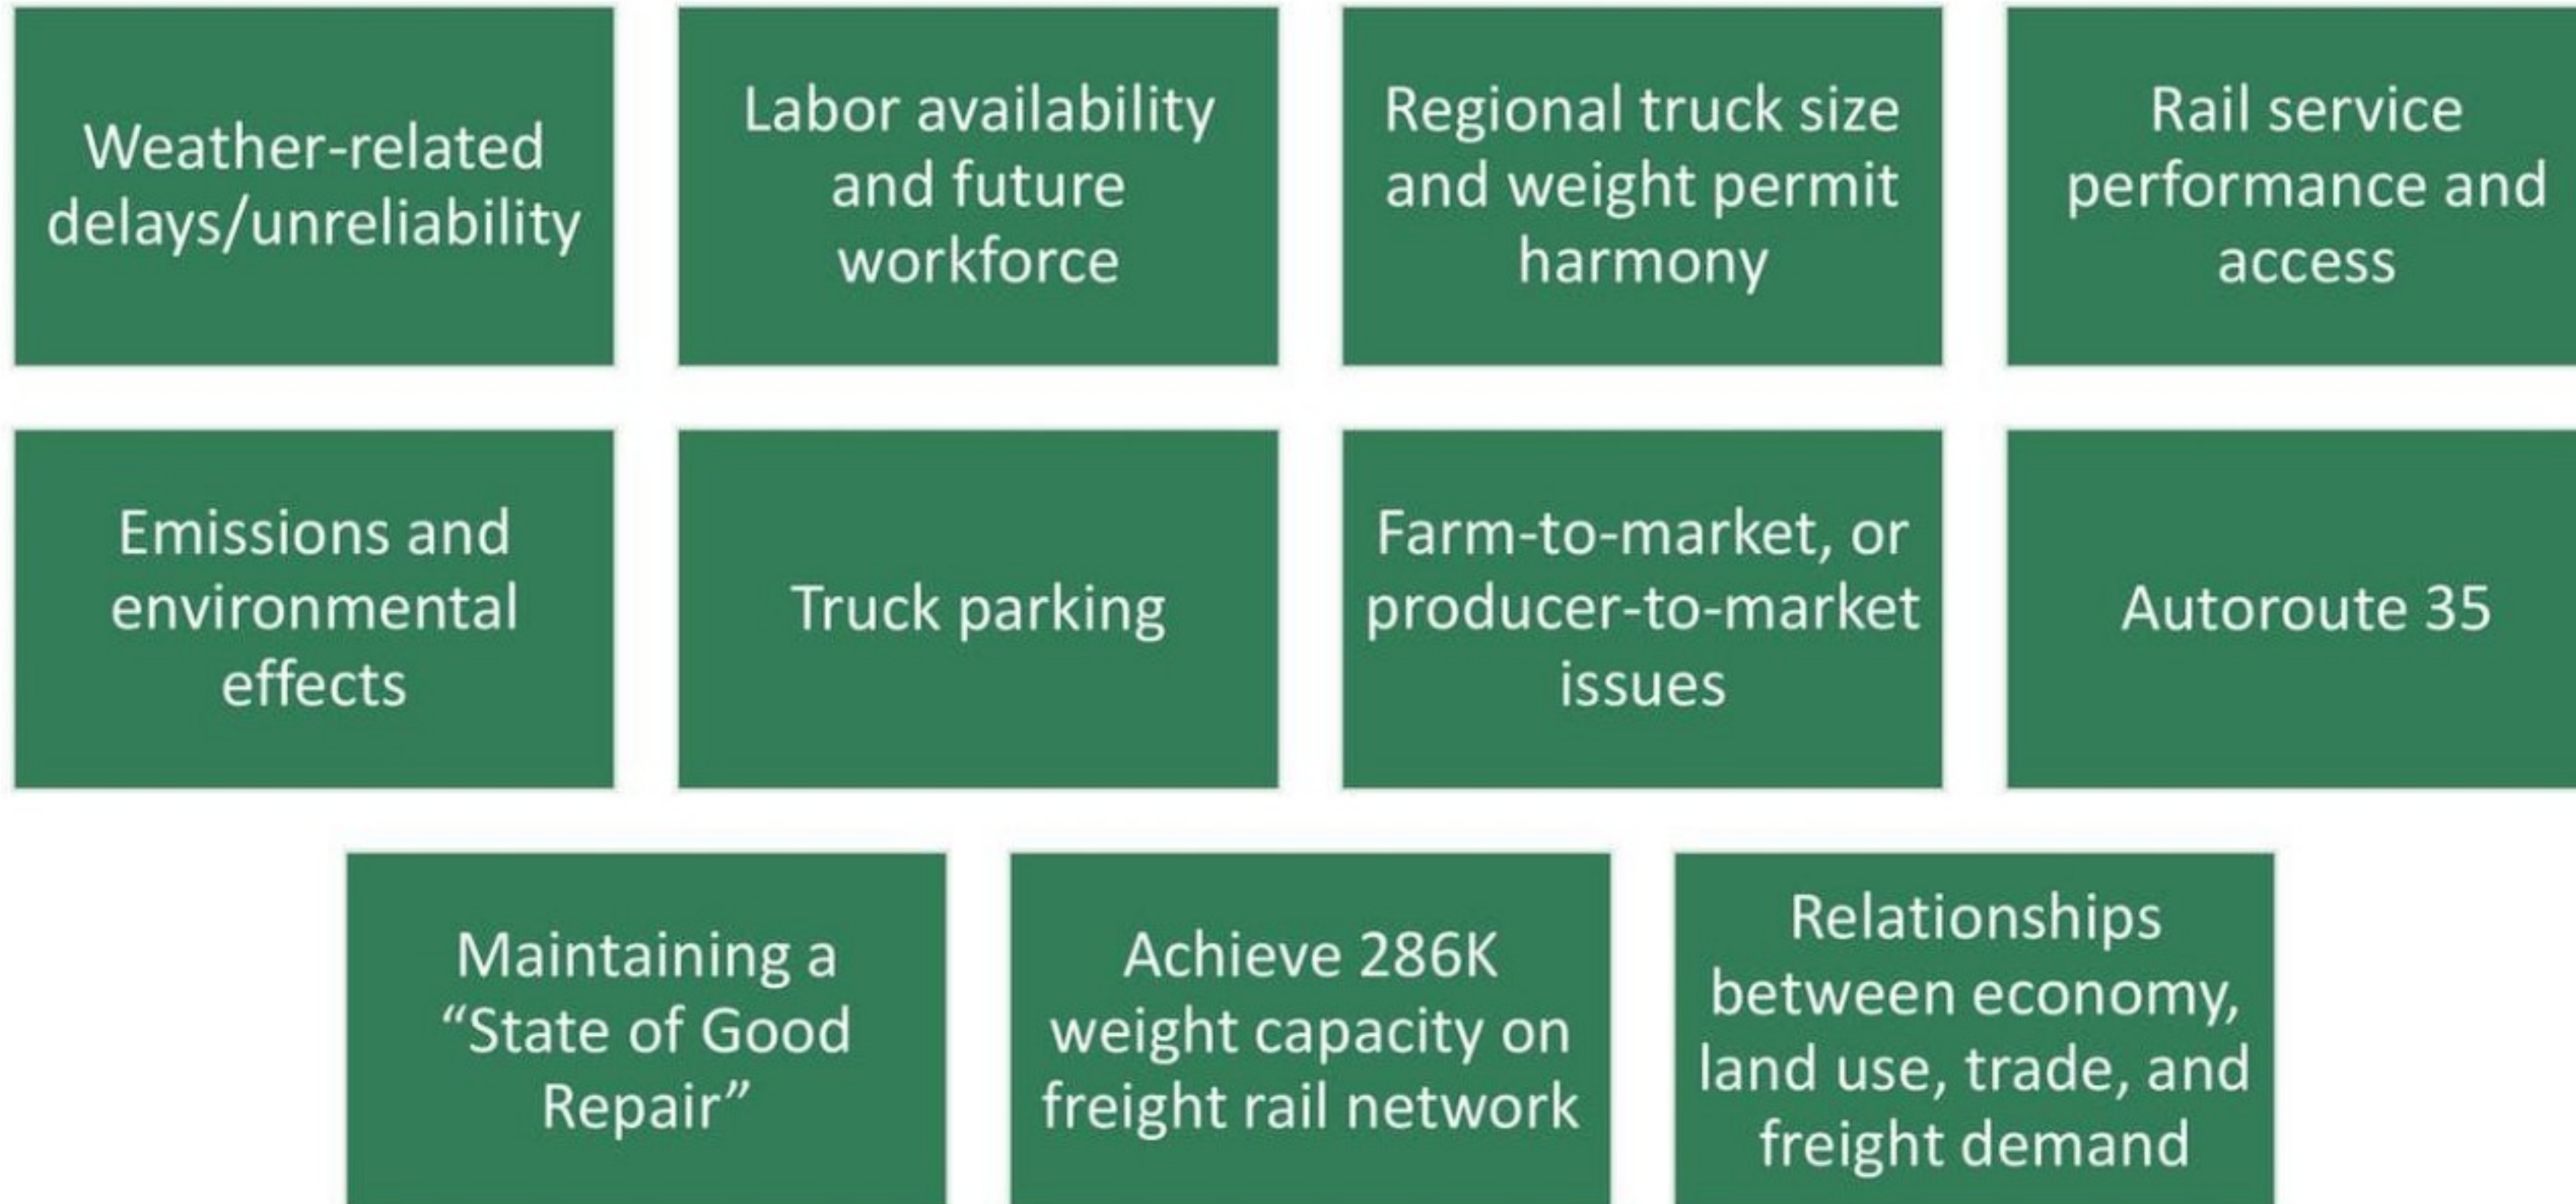 Weather-related
delays/unreliability
Labor availability
and future
workforce
Regional truck size
and weight permit
harmony
Rail service
performance and
access
Emissions and
environmental
effects
Truck parking
Farm-to-market, or
producer-to-market
issues
Autoroute 35
Maintaining a
“State of Good
Repair”
Achieve 286K
weight capacity on
freight rail network
Relationships
between economy,
land use, trade, and
freight demand